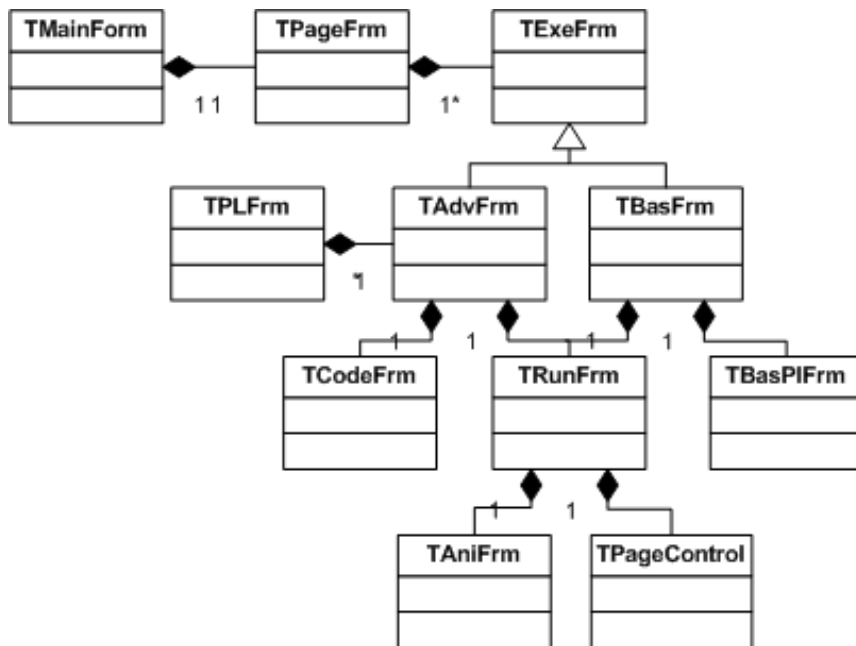 TMainForm
TPageFrm
TExeFrm
1 1
1*
TPLFrm
TAdvFrm
TBasFrm
1
1
1
1
TCodeFrm
TRunFrm
TBasPlFrm
1
1
TAniFrm
TPageControl